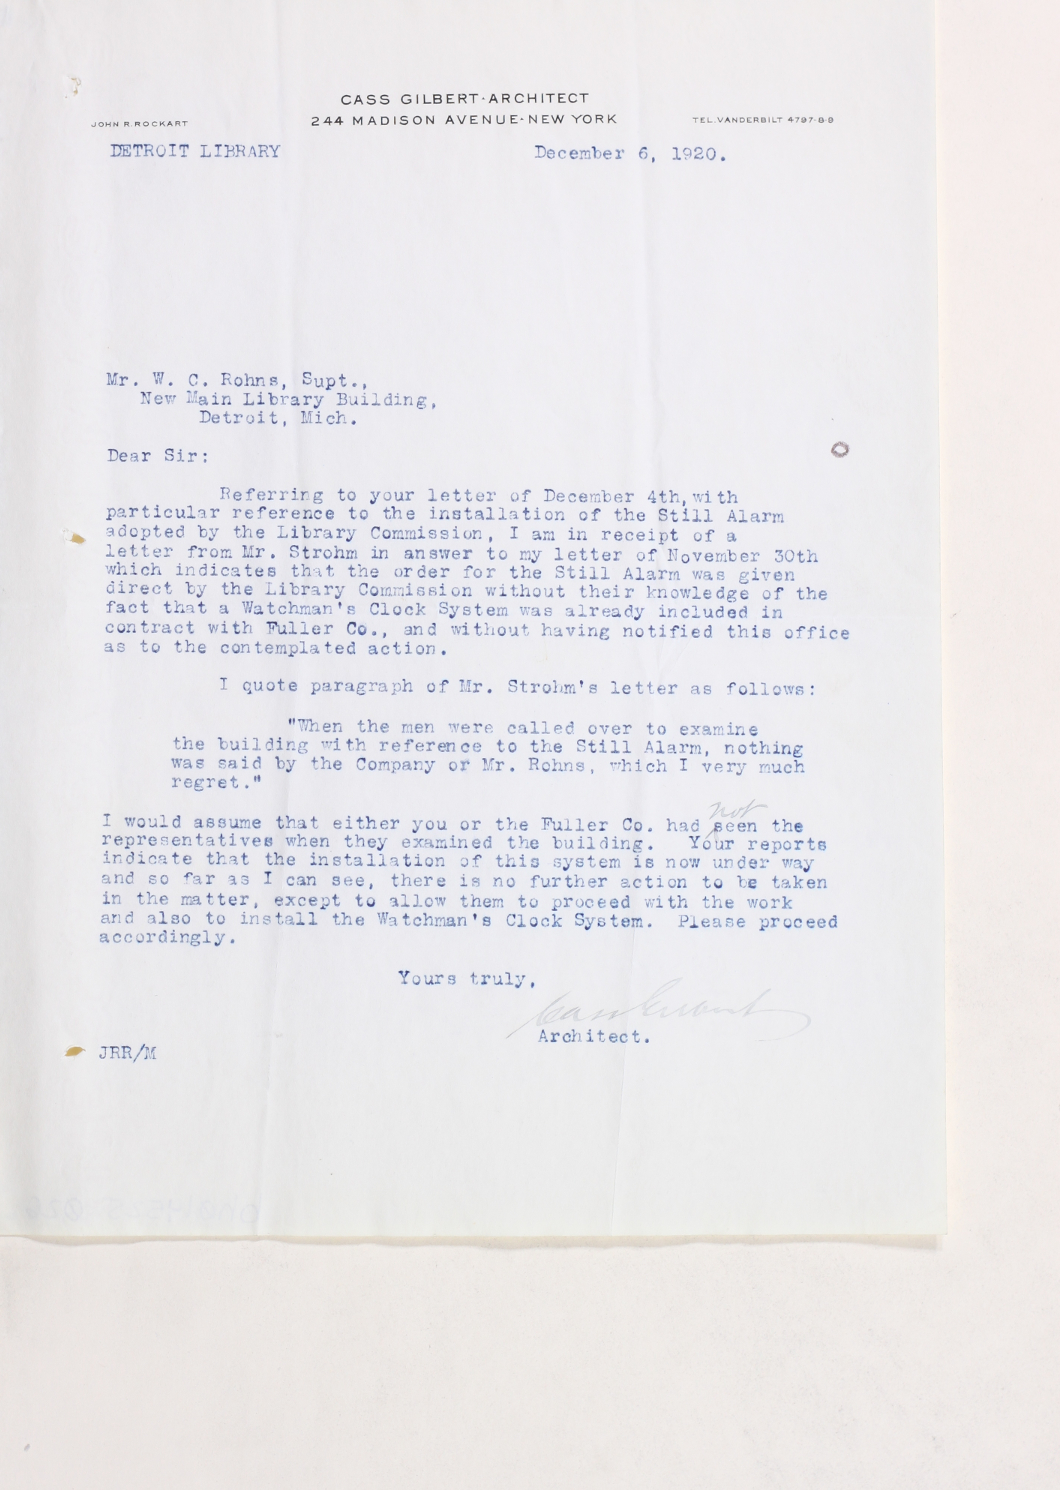 CASS GILBERT·ARCHITECT
JOHN R. ROCKART
244 MADISON AVENUE·NEW YORK
TEL. VANDERBILT 4797-8-9
DETROIT LIBRARY
December 6, 1920.
Mr. W. C. Rohns, Supt.,
New Main Library Building,
Detroit, Mich.
Dear Sir:
Referring to your letter of December 4th, with
particular reference to the installation of the Still Alarm
adopted by the Library Commission, I am in receipt of a
letter from Mr. Strohm in answer to my letter of November 30th
which indicates that the order for the Still Alarm was given
direct by the Library Commission without their knowledge of the
fact that a Watchman's Clock System was already included in
contract with Fuller Co., and without having notified this office
as to the contemplated action.
I quote paragraph of Mr. Strohm's letter as follows:
"When the men were called over to examine
the building with reference to the Still Alarm, nothing
was said by the Company or Mr. Rohns, which I very much
regret."
not
I would assume that either you or the Fuller Co. had seen the
representatives when they examined the building. Your reports
indicate that the installation of this system is now under way
and so far as I can see, there is no further action to be taken
in the matter, except to allow them to proceed with the work
and also to install the Watchman's Clock System. Please proceed
accordingly.
Yours truly,
Cass Gilbert
Architect.
JRR/M